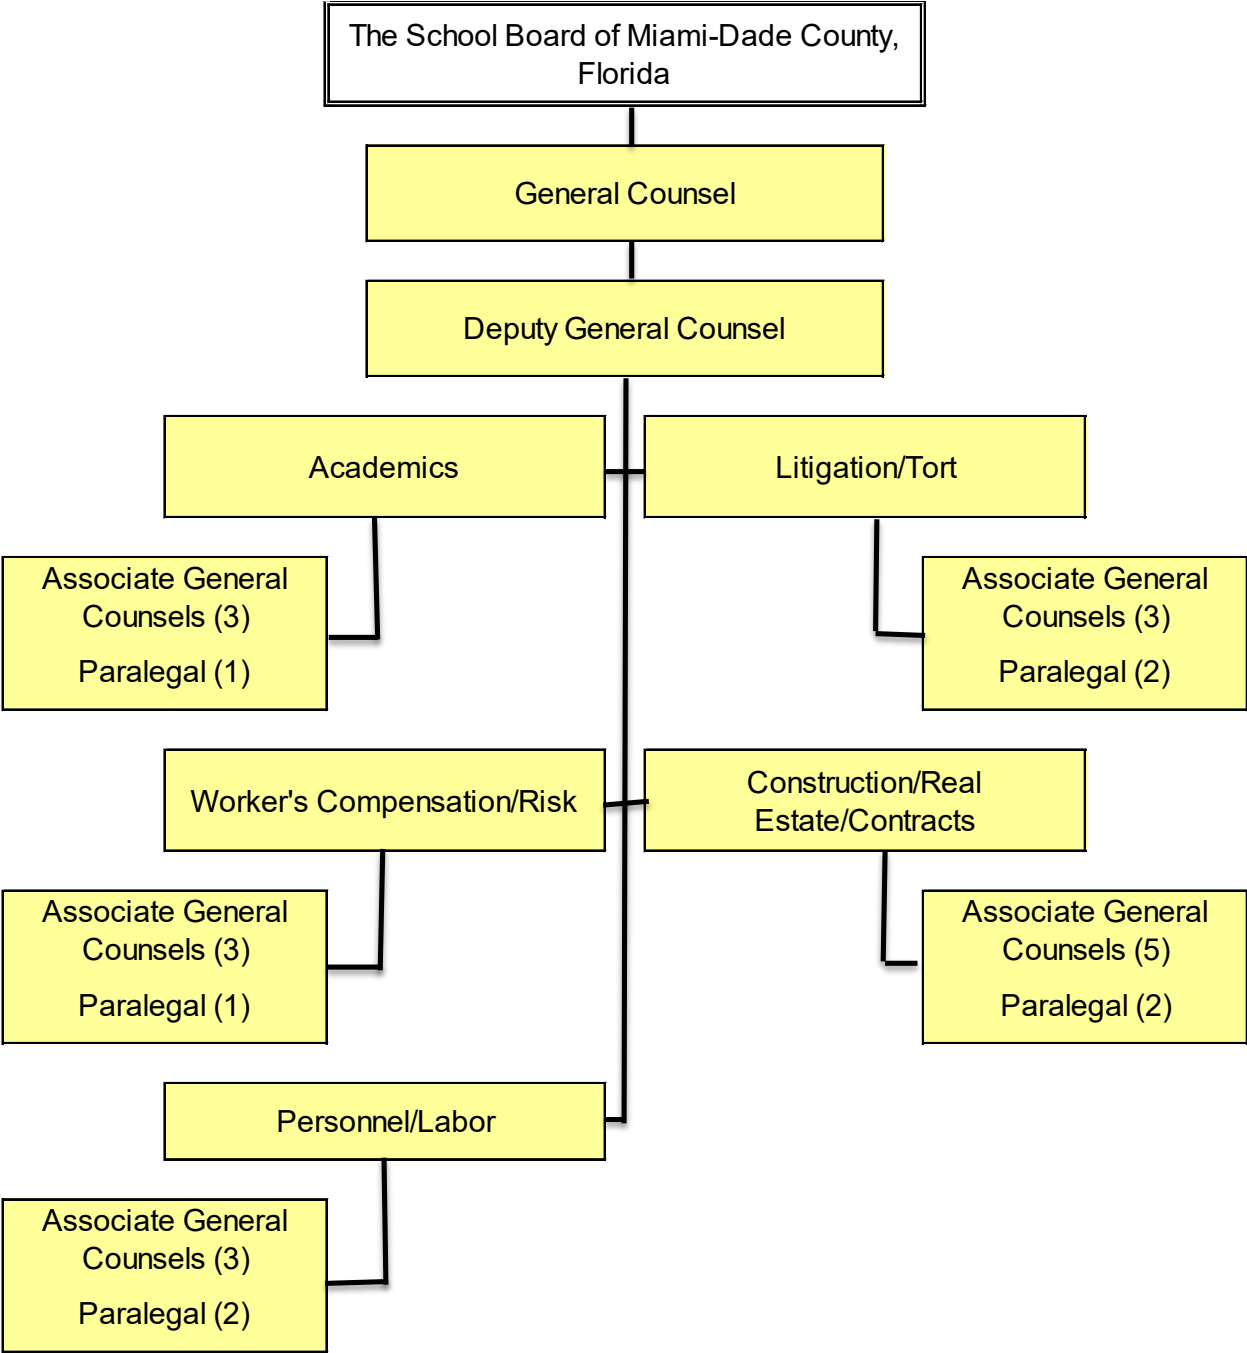 The School Board of Miami-Dade County,
Florida
General Counsel
Deputy General Counsel
Academics
Litigation/Tort
Associate General
Counsels (3)
Paralegal (1)
Associate General
Counsels (3)
Paralegal (2)
Worker's Compensation/Risk
Construction/Real
Estate/Contracts
Associate General
Counsels (3)
Paralegal (1)
Associate General
Counsels (5)
Paralegal (2)
Personnel/Labor
Associate General
Counsels (3)
Paralegal (2)